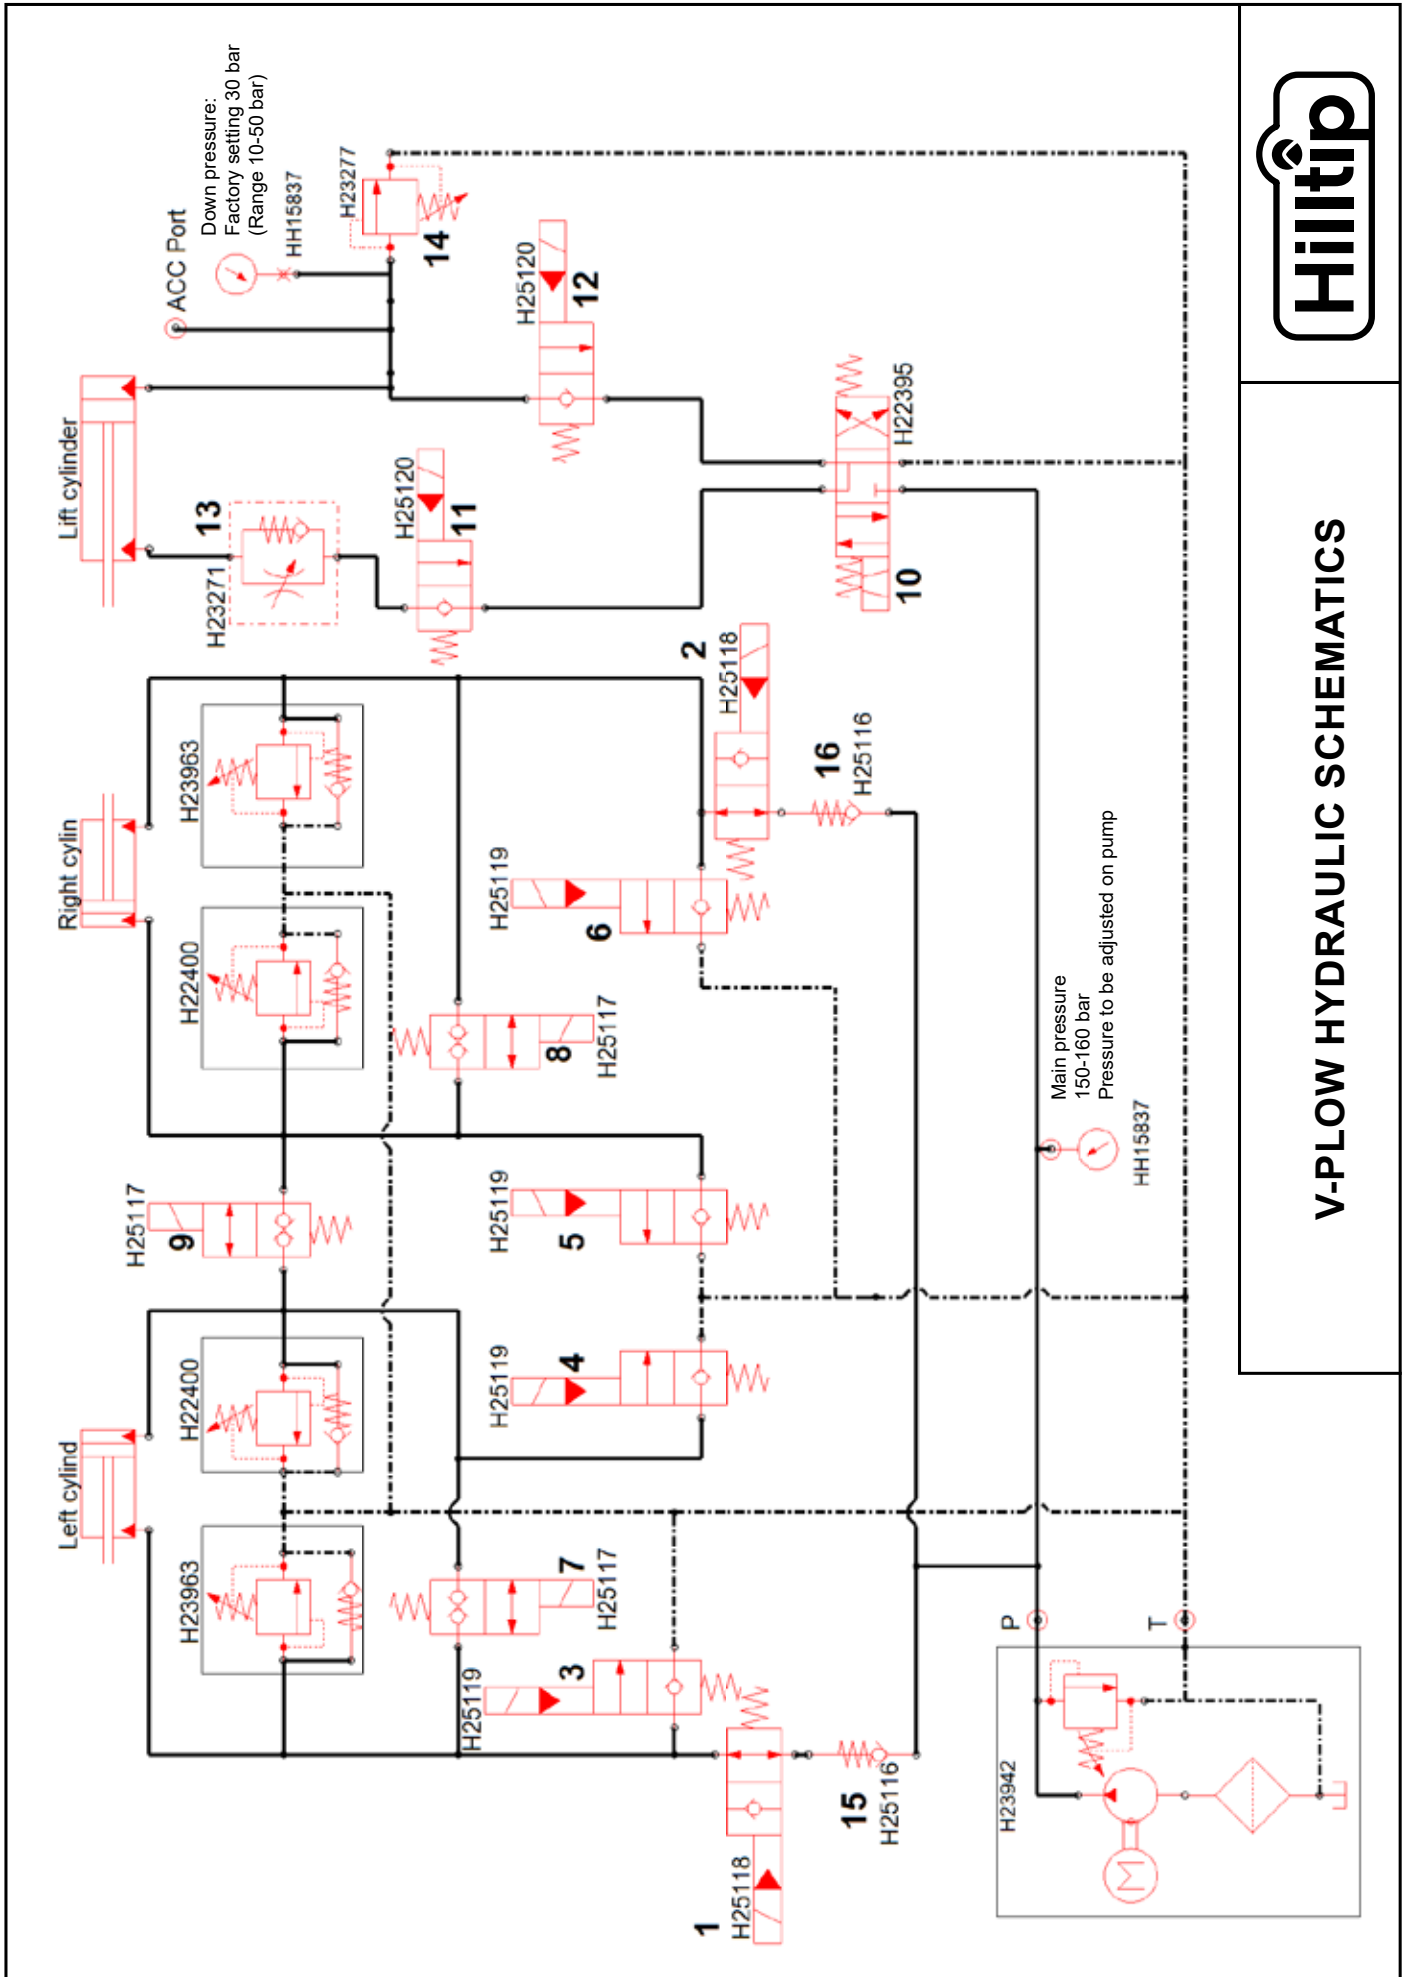 Left cylind
Right cylin
Lift cylinder
ACC Port
Down pressure:
Factory setting 30 bar
(Range 10-50 bar)
HH15837
H23963
H22400
H25117
9
H22400
H23963
H23271
13
H23277
14
H25120
11
H25120
12
H25117
7
H25117
8
H25119
3
H25119
4
H25119
5
H25119
6
1
H25118
2
H25118
15
H25116
16
H25116
10
H22395
H23942
M
P
T
Main pressure
150-160 bar
Pressure to be adjusted on pump
HH15837
V-PLOW HYDRAULIC SCHEMATICS
Hilltip